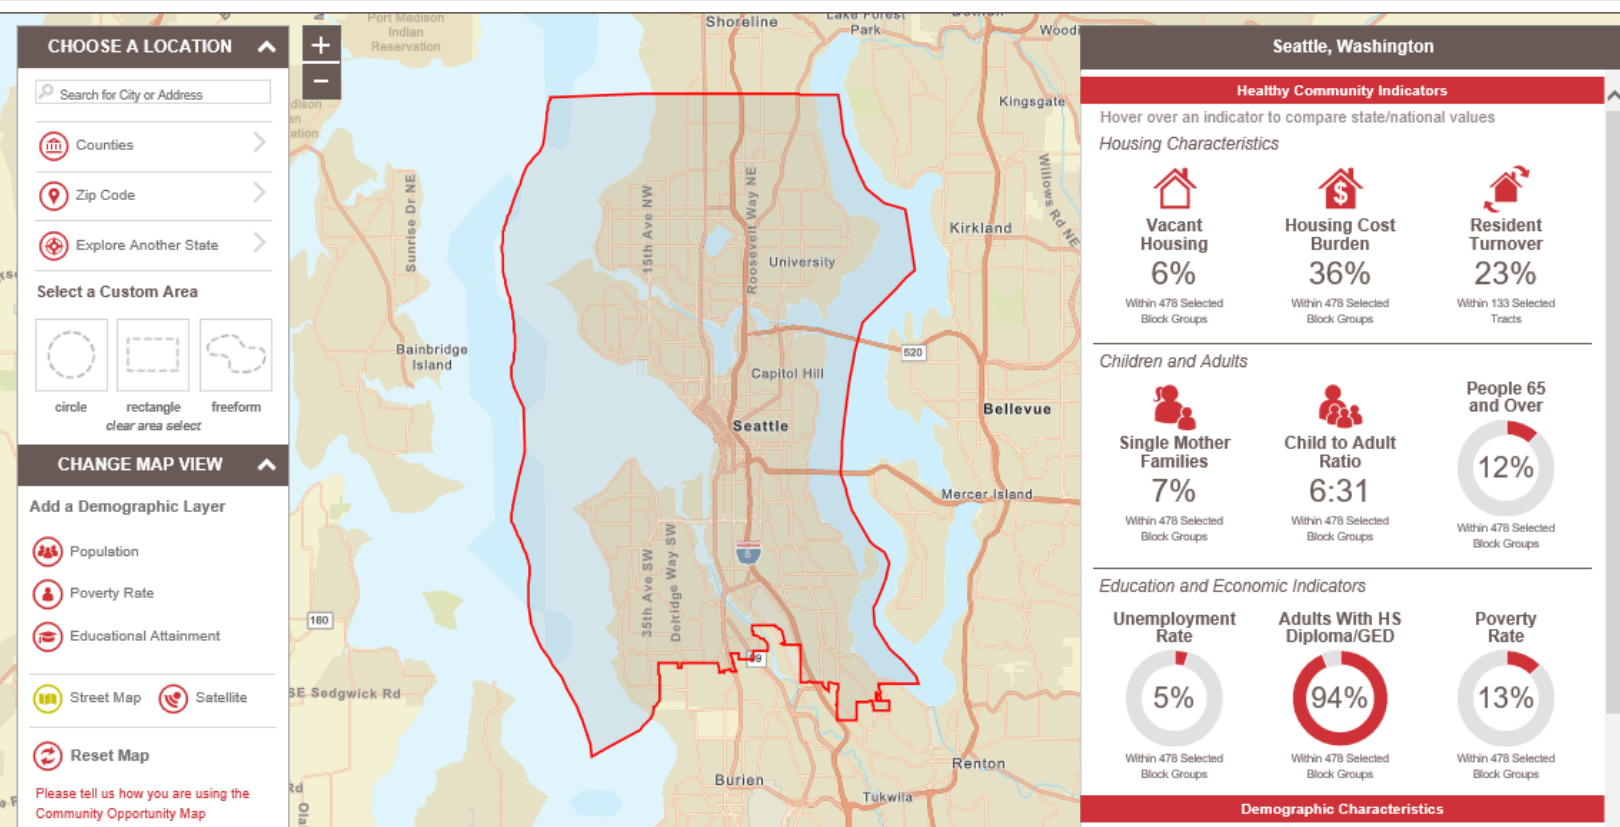 CHOOSE A LOCATION
Search for City or Address
Counties
Zip Code
Explore Another State
Select a Custom Area
circle
rectangle
freeform
clear area select
CHANGE MAP VIEW
Add a Demographic Layer
Population
Poverty Rate
Educational Attainment
Street Map
Satellite
Reset Map
Please tell us how you are using the
Community Opportunity Map
+
−
Port Madison
Indian
Reservation
Shoreline
Lake Forest
Park
Kingsgate
Sunrise Dr NE
15th Ave NW
Roosevelt Way NE
Willows Rd NE
Kirkland
University
Bainbridge
Island
520
Capitol Hill
Bellevue
Seattle
Mercer Island
5
35th Ave SW
Delridge Way SW
160
99
SE Sedgwick Rd
Rd
Renton
Burien
Tukwila
Seattle, Washington
Healthy Community Indicators
Hover over an indicator to compare state/national values
Housing Characteristics
Vacant
Housing
6%
Within 478 Selected
Block Groups
Housing Cost
Burden
36%
Within 478 Selected
Block Groups
Resident
Turnover
23%
Within 133 Selected
Tracts
Children and Adults
Single Mother
Families
7%
Within 478 Selected
Block Groups
Child to Adult
Ratio
6:31
Within 478 Selected
Block Groups
People 65
and Over
12%
Within 478 Selected
Block Groups
Education and Economic Indicators
Unemployment
Rate
5%
Within 478 Selected
Block Groups
Adults With HS
Diploma/GED
94%
Within 478 Selected
Block Groups
Poverty
Rate
13%
Within 478 Selected
Block Groups
Demographic Characteristics